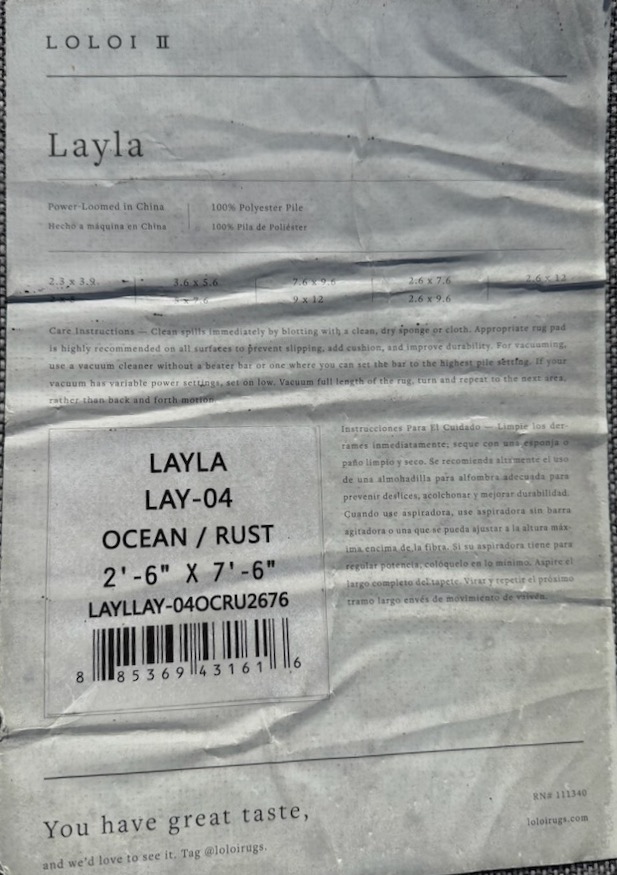 LOLOI II
Layla
Power-Loomed in China 100% Polyester Pile
Hecho a máquina en China 100% Pila de Poliéster
2.3 x 3.9 3.6 x 5.6 7.6 x 9.6 2.6 x 7.6 2.6 x 12
5 x 7.6 9 x 12 2.6 x 9.6
Care Instructions — Clean spills immediately by blotting with a clean, dry sponge or cloth. Appropriate rug pad
is highly recommended on all surfaces to prevent slipping, add cushion, and improve durability. For vacuuming,
use a vacuum cleaner without a beater bar or one where you can set the bar to the highest pile setting. If your
vacuum has variable power settings, set on low. Vacuum full length of the rug, turn and repeat to the next area,
rather than back and forth motion.
LAYLA
LAY-04
OCEAN / RUST
2'-6" X 7'-6"
LAYLLAY-04OCRU2676
8 85369 43161 6
Instrucciones Para El Cuidado — Limpie los der-
rames inmediatamente; seque con una esponja o
paño limpio y seco. Se recomienda altamente el uso
de una almohadilla para alfombra adecuada para
prevenir deslices, acolchonar y mejorar durabilidad.
Cuando use aspiradora, use aspiradora sin barra
agitadora o una que se pueda ajustar a la altura máx-
ima encima de la fibra. Si su aspiradora tiene para
regular potencia, colóquelo en lo mínimo. Aspire el
largo completo del tapete. Virar y repetir el próximo
tramo largo envés de movimiento de vaivén.
You have great taste,
and we'd love to see it. Tag @loloirugs.
RN# 111340
loloirugs.com